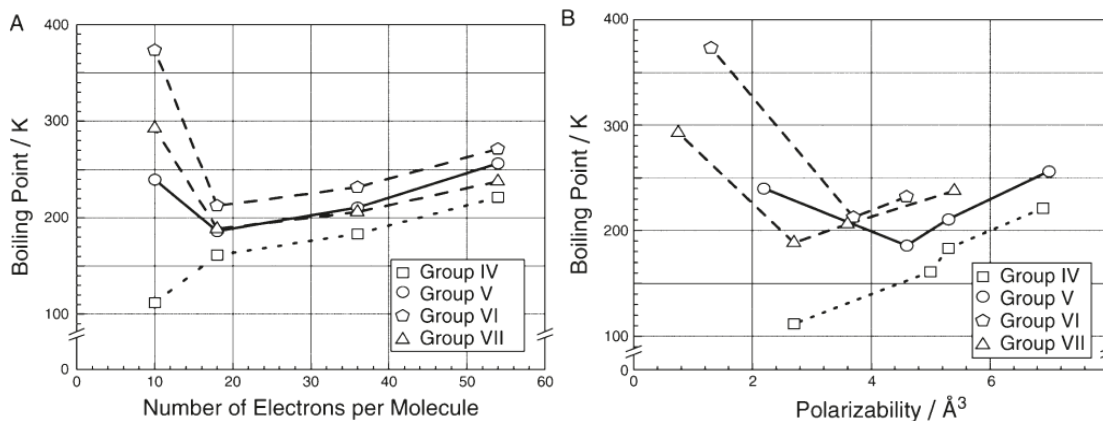 A
Boiling Point / K
400
300
200
100
0
0 10 20 30 40 50 60
Number of Electrons per Molecule
Group IV
Group V
Group VI
Group VII
B
Boiling Point / K
400
300
200
100
0
2 4 6
Polarizability / Å³
Group IV
Group V
Group VI
Group VII